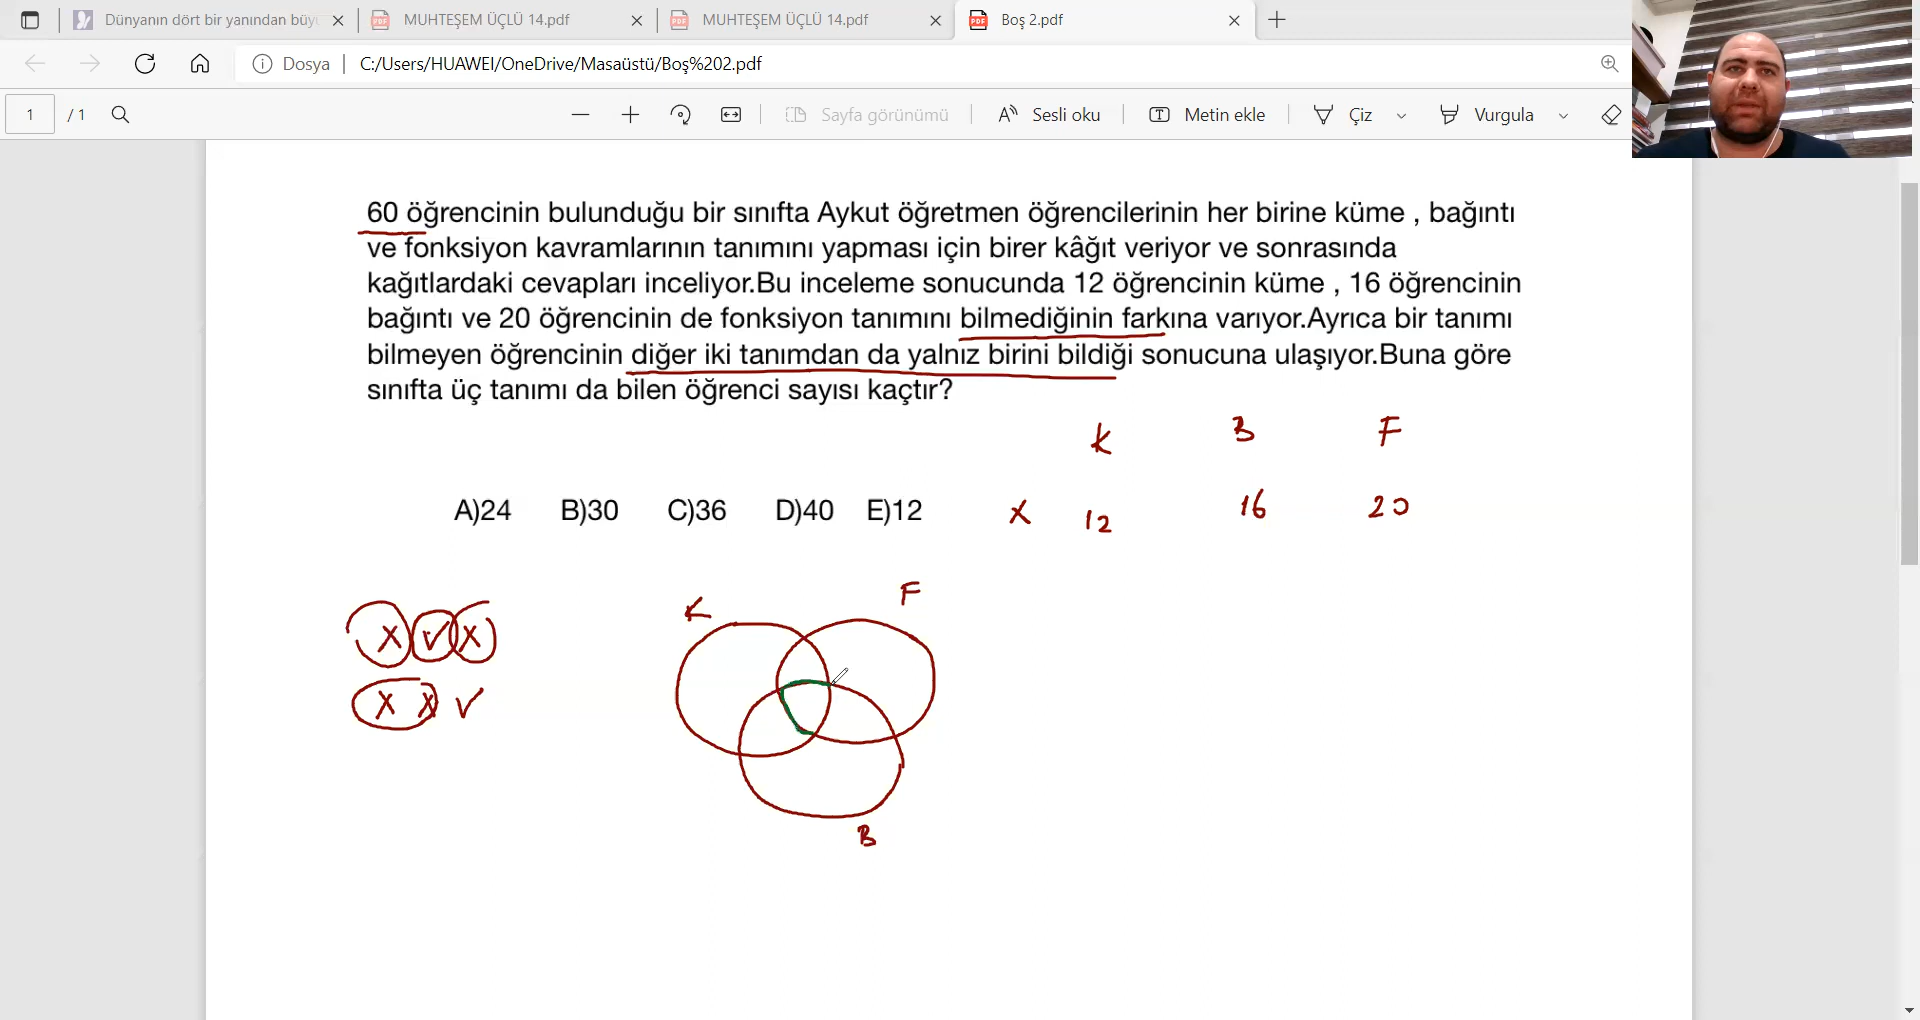 Dünyanın dört bir yanından büyü
MUHTEŞEM ÜÇLÜ 14.pdf
MUHTEŞEM ÜÇLÜ 14.pdf
Boş 2.pdf
Dosya
C:/Users/HUAWEI/OneDrive/Masaüstü/Boş%202.pdf
1 / 1
Sayfa görünümü
Sesli oku
Metin ekle
Çiz
Vurgula
60 öğrencinin bulunduğu bir sınıfta Aykut öğretmen öğrencilerinin her birine küme , bağıntı
ve fonksiyon kavramlarının tanımını yapması için birer kâğıt veriyor ve sonrasında
kağıtlardaki cevapları inceliyor.Bu inceleme sonucunda 12 öğrencinin küme , 16 öğrencinin
bağıntı ve 20 öğrencinin de fonksiyon tanımını bilmediğinin farkına varıyor.Ayrıca bir tanımı
bilmeyen öğrencinin diğer iki tanımdan da yalnız birini bildiği sonucuna ulaşıyor.Buna göre
sınıfta üç tanımı da bilen öğrenci sayısı kaçtır?
K B F
A)24 B)30 C)36 D)40 E)12
x 12 16 20
K F
x ✓ x
x x ✓
B